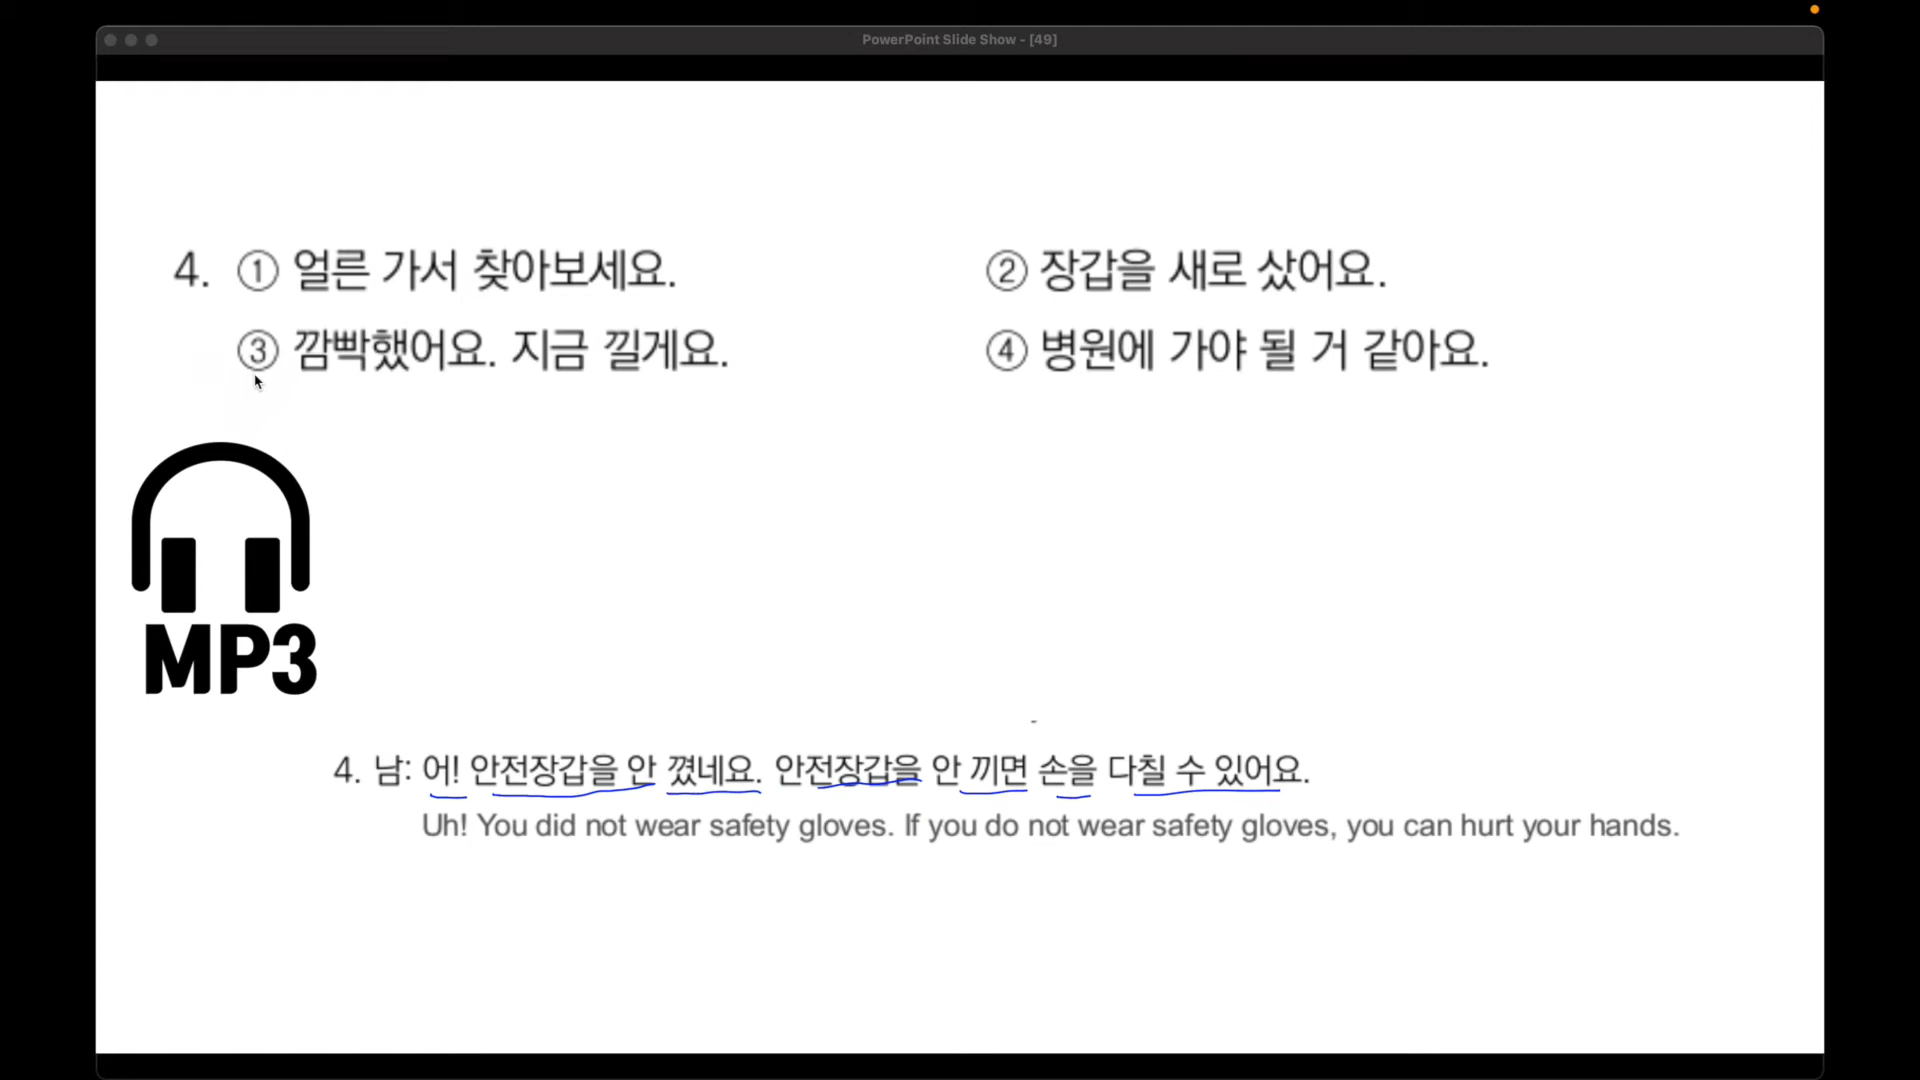 PowerPoint Slide Show - [49]
4. ① 얼른 가서 찾아보세요. ② 장갑을 새로 샀어요.
③ 깜빡했어요. 지금 낄게요. ④ 병원에 가야 될 거 같아요.
MP3
4. 남: 어! 안전장갑을 안 꼈네요. 안전장갑을 안 끼면 손을 다칠 수 있어요.
Uh! You did not wear safety gloves. If you do not wear safety gloves, you can hurt your hands.